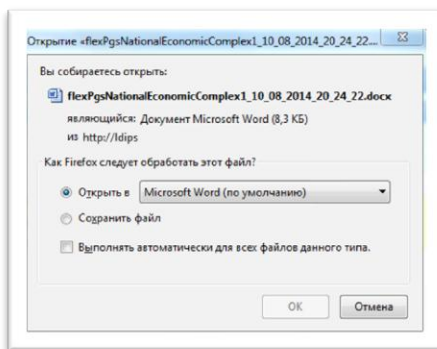 Открытие «flexPgsNationalEconomicComplex1_10_08_2014_20_24_22....
Вы собираетесь открыть:
flexPgsNationalEconomicComplex1_10_08_2014_20_24_22.docx
являющийся: Документ Microsoft Word (8,3 КБ)
из http://ldips
Как Firefox следует обработать этот файл?
Открыть в Microsoft Word (по умолчанию)
Сохранить файл
Выполнять автоматически для всех файлов данного типа.
ОК Отмена